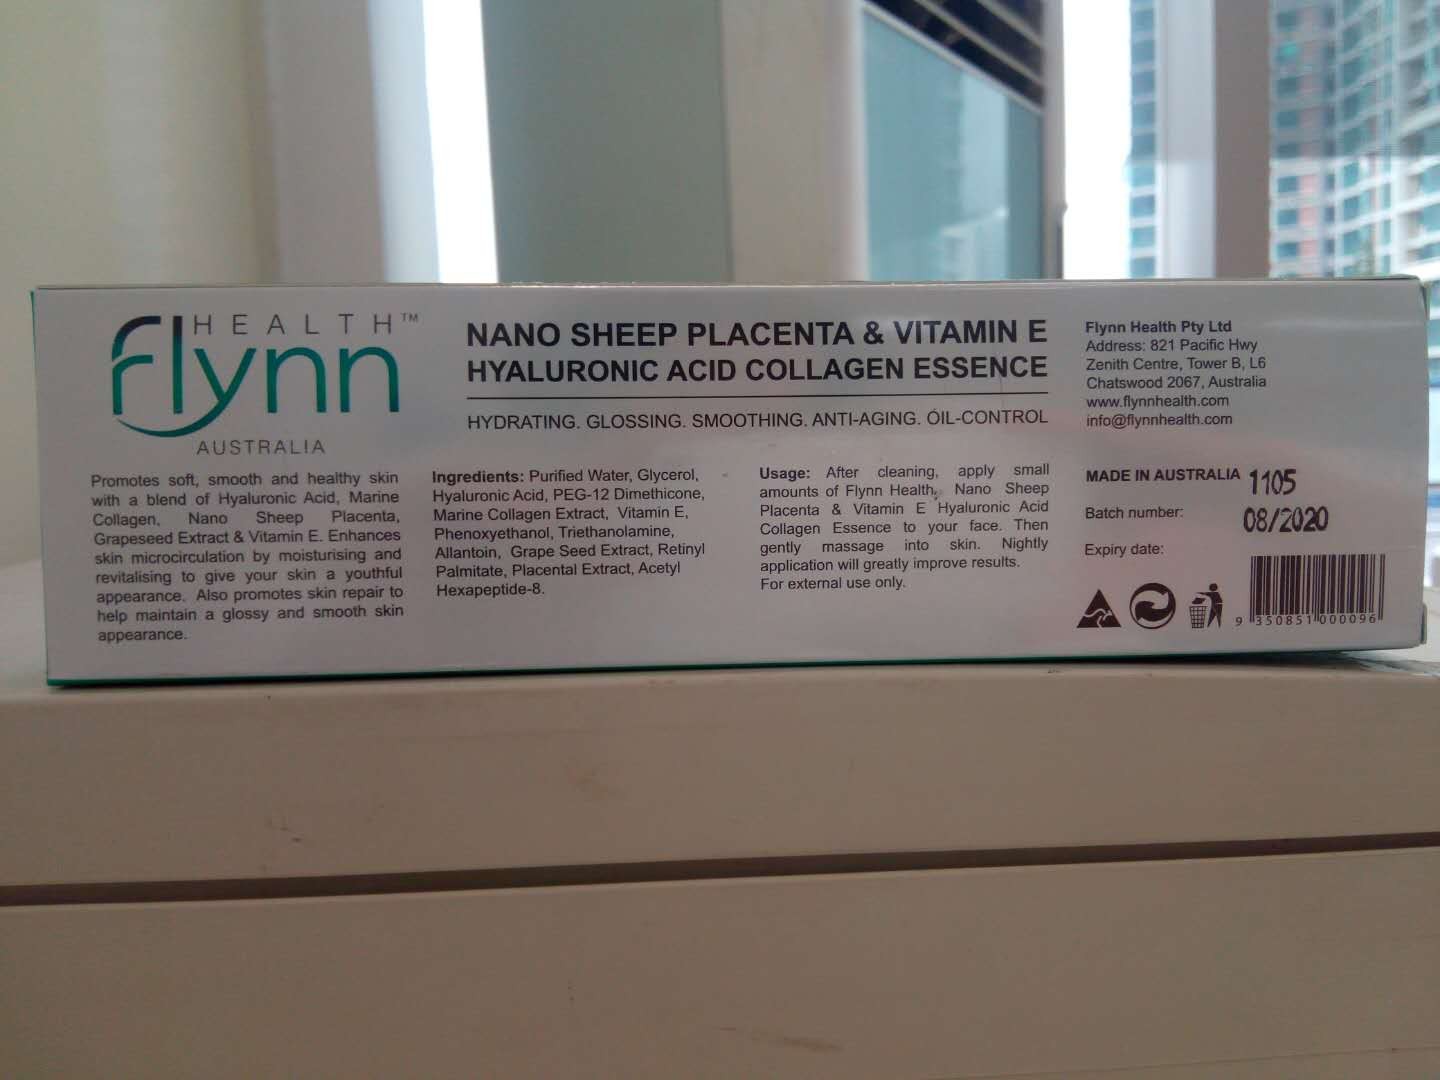 HEALTH™
flynn
AUSTRALIA
Promotes soft, smooth and healthy skin
with a blend of Hyaluronic Acid, Marine
Collagen, Nano Sheep Placenta,
Grapeseed Extract & Vitamin E. Enhances
skin microcirculation by moisturising and
revitalising to give your skin a youthful
appearance. Also promotes skin repair to
help maintain a glossy and smooth skin
appearance.
NANO SHEEP PLACENTA & VITAMIN E
HYALURONIC ACID COLLAGEN ESSENCE
HYDRATING. GLOSSING. SMOOTHING. ANTI-AGING. OIL-CONTROL
Ingredients: Purified Water, Glycerol,
Hyaluronic Acid, PEG-12 Dimethicone,
Marine Collagen Extract, Vitamin E,
Phenoxyethanol, Triethanolamine,
Allantoin, Grape Seed Extract, Retinyl
Palmitate, Placental Extract, Acetyl
Hexapeptide-8.
Usage: After cleaning, apply small
amounts of Flynn Health, Nano Sheep
Placenta & Vitamin E Hyaluronic Acid
Collagen Essence to your face. Then
gently massage into skin. Nightly
application will greatly improve results.
For external use only.
Flynn Health Pty Ltd
Address: 821 Pacific Hwy
Zenith Centre, Tower B, L6
Chatswood 2067, Australia
www.flynnhealth.com
info@flynnhealth.com
MADE IN AUSTRALIA 1105
Batch number: 08/2020
Expiry date:
9 350851 000096